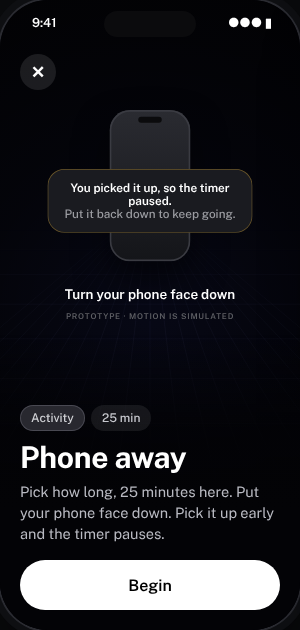 9:41
You picked it up, so the timer
paused.
Put it back down to keep going.
Turn your phone face down
PROTOTYPE · MOTION IS SIMULATED
Activity
25 min
Phone away
Pick how long, 25 minutes here. Put
your phone face down. Pick it up early
and the timer pauses.
Begin